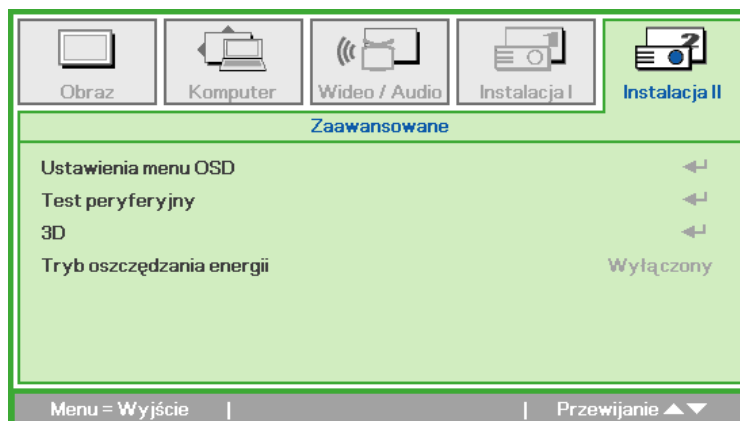 Obraz
Komputer
Wideo / Audio
Instalacja I
Instalacja II
Zaawansowane
Ustawienia menu OSD
Test peryferyjny
3D
Tryb oszczędzania energii Wyłączony
Menu = Wyjście | | Przewijanie ▲▼